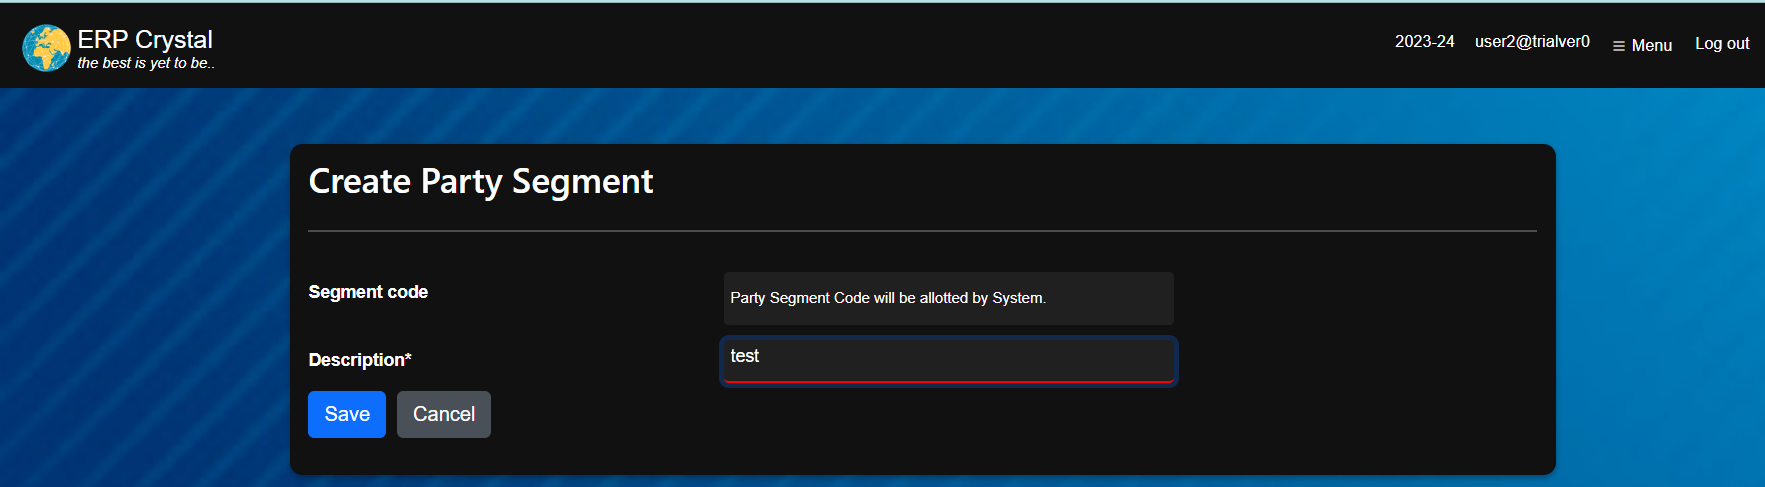 ERP Crystal
the best is yet to be..
2023-24 user2@trialver0 Menu Log out
Create Party Segment
Segment code
Party Segment Code will be allotted by System.
Description*
test
Save Cancel